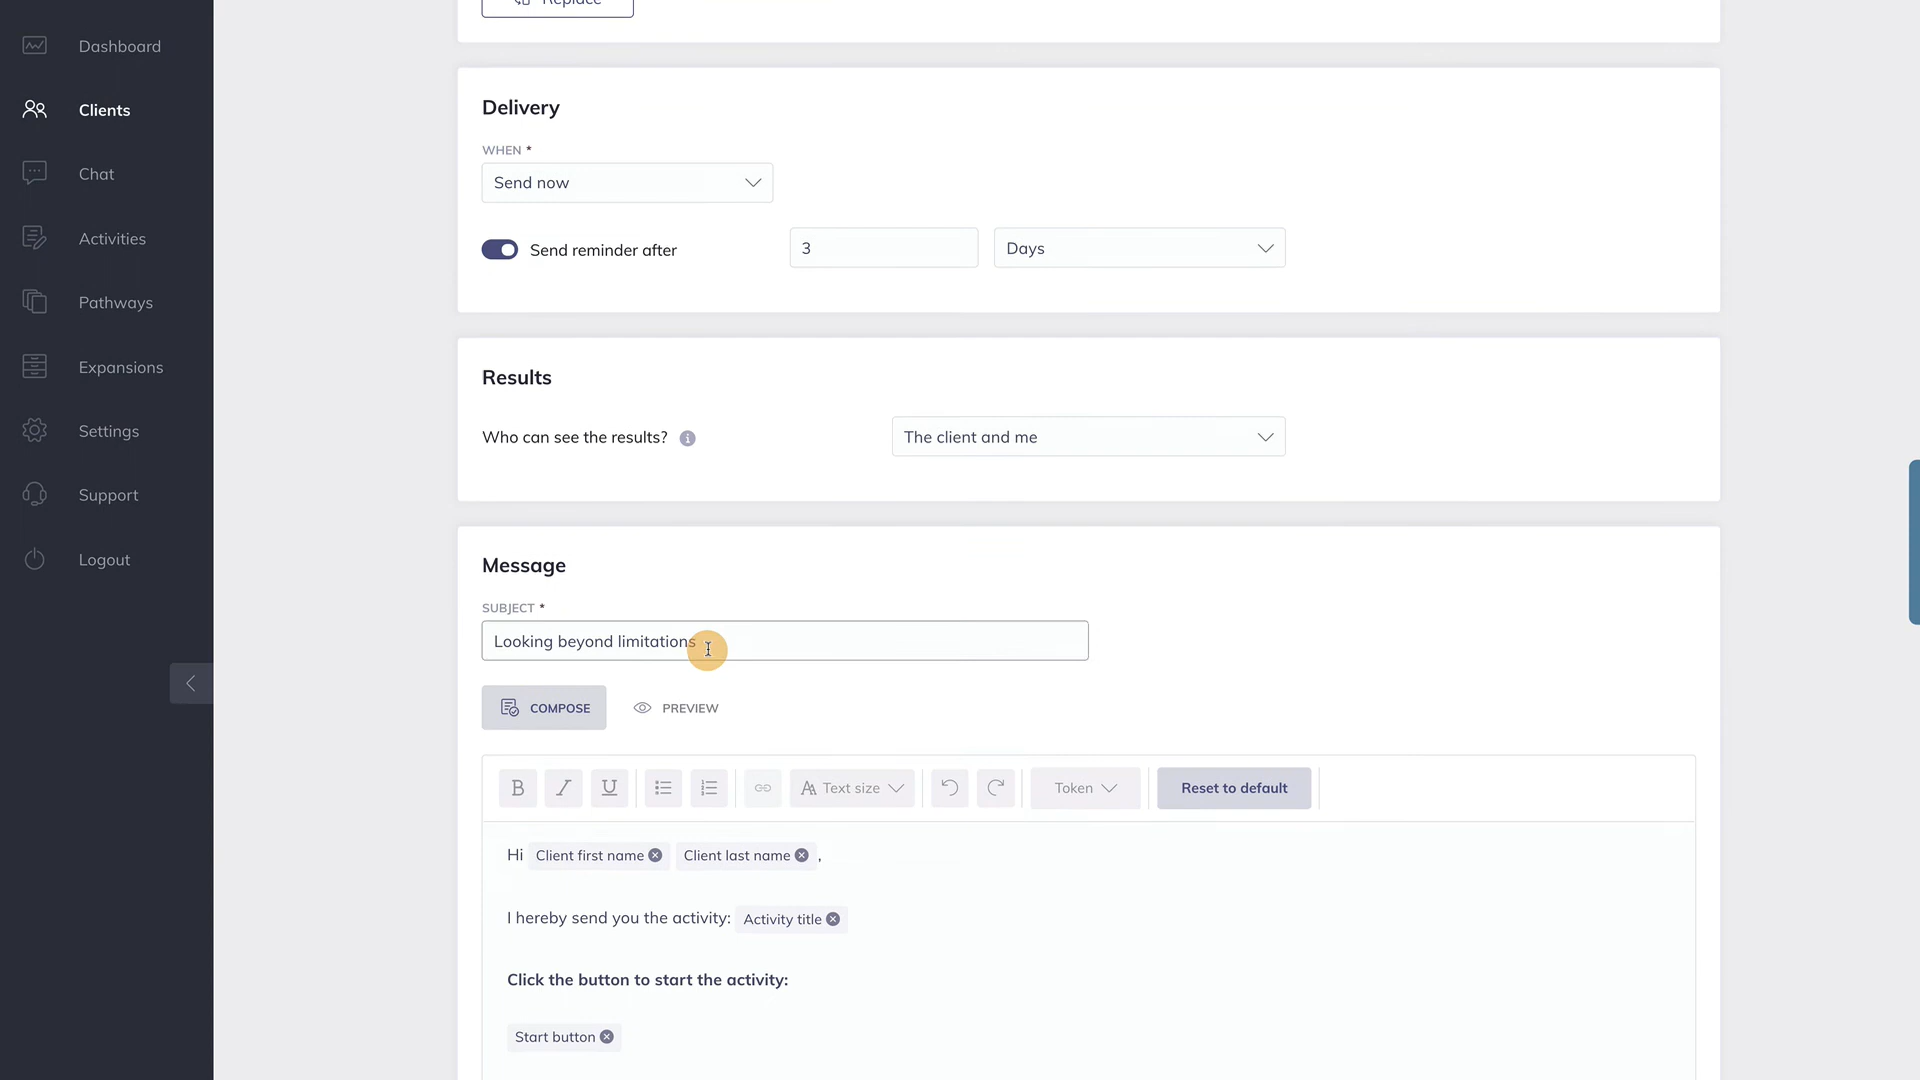 Dashboard
Clients
Chat
Activities
Pathways
Expansions
Settings
Support
Logout
Replace
Delivery
WHEN *
Send now
Send reminder after
3
Days
Results
Who can see the results?
The client and me
Message
SUBJECT *
Looking beyond limitations
COMPOSE
PREVIEW
B I U Text size Token Reset to default
Hi Client first name Client last name ,
I hereby send you the activity: Activity title
Click the button to start the activity:
Start button